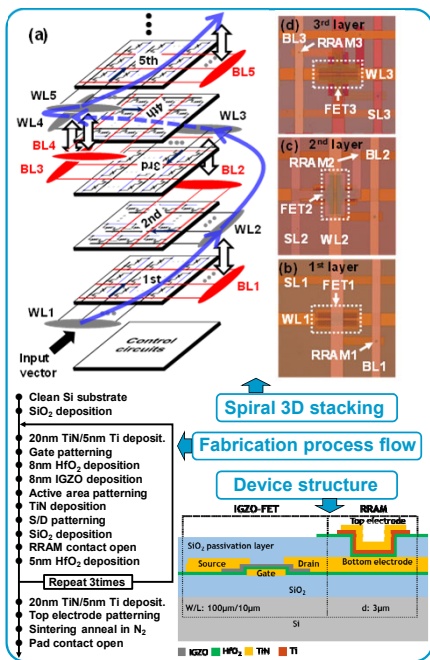 (a)
5th
BL5
WL5
4th
WL4
WL3
BL4
BL3
3rd
BL2
2nd
WL2
1st
WL1
BL1
Input
vector
Control
circuits
(d) 3rd layer
BL3
RRAM3
WL3
FET3
SL3
(c) 2nd layer
RRAM2
BL2
FET2
SL2
WL2
(b) 1st layer
SL1
FET1
WL1
RRAM1
BL1
Spiral 3D stacking
Fabrication process flow
Device structure
Clean Si substrate
SiO2 deposition
20nm TiN/5nm Ti deposit.
Gate patterning
8nm HfO2 deposition
8nm IGZO deposition
Active area patterning
TiN deposition
S/D patterning
SiO2 deposition
RRAM contact open
5nm HfO2 deposition
Repeat 3times
20nm TiN/5nm Ti deposit.
Top electrode patterning
Sintering anneal in N2
Pad contact open
IGZO-FET
RRAM
Top electrode
SiO2 passivation layer
Source
Drain
Bottom electrode
Gate
SiO2
W/L: 100μm/10μm
d: 3μm
Si
IGZO
HfO2
TiN
Ti